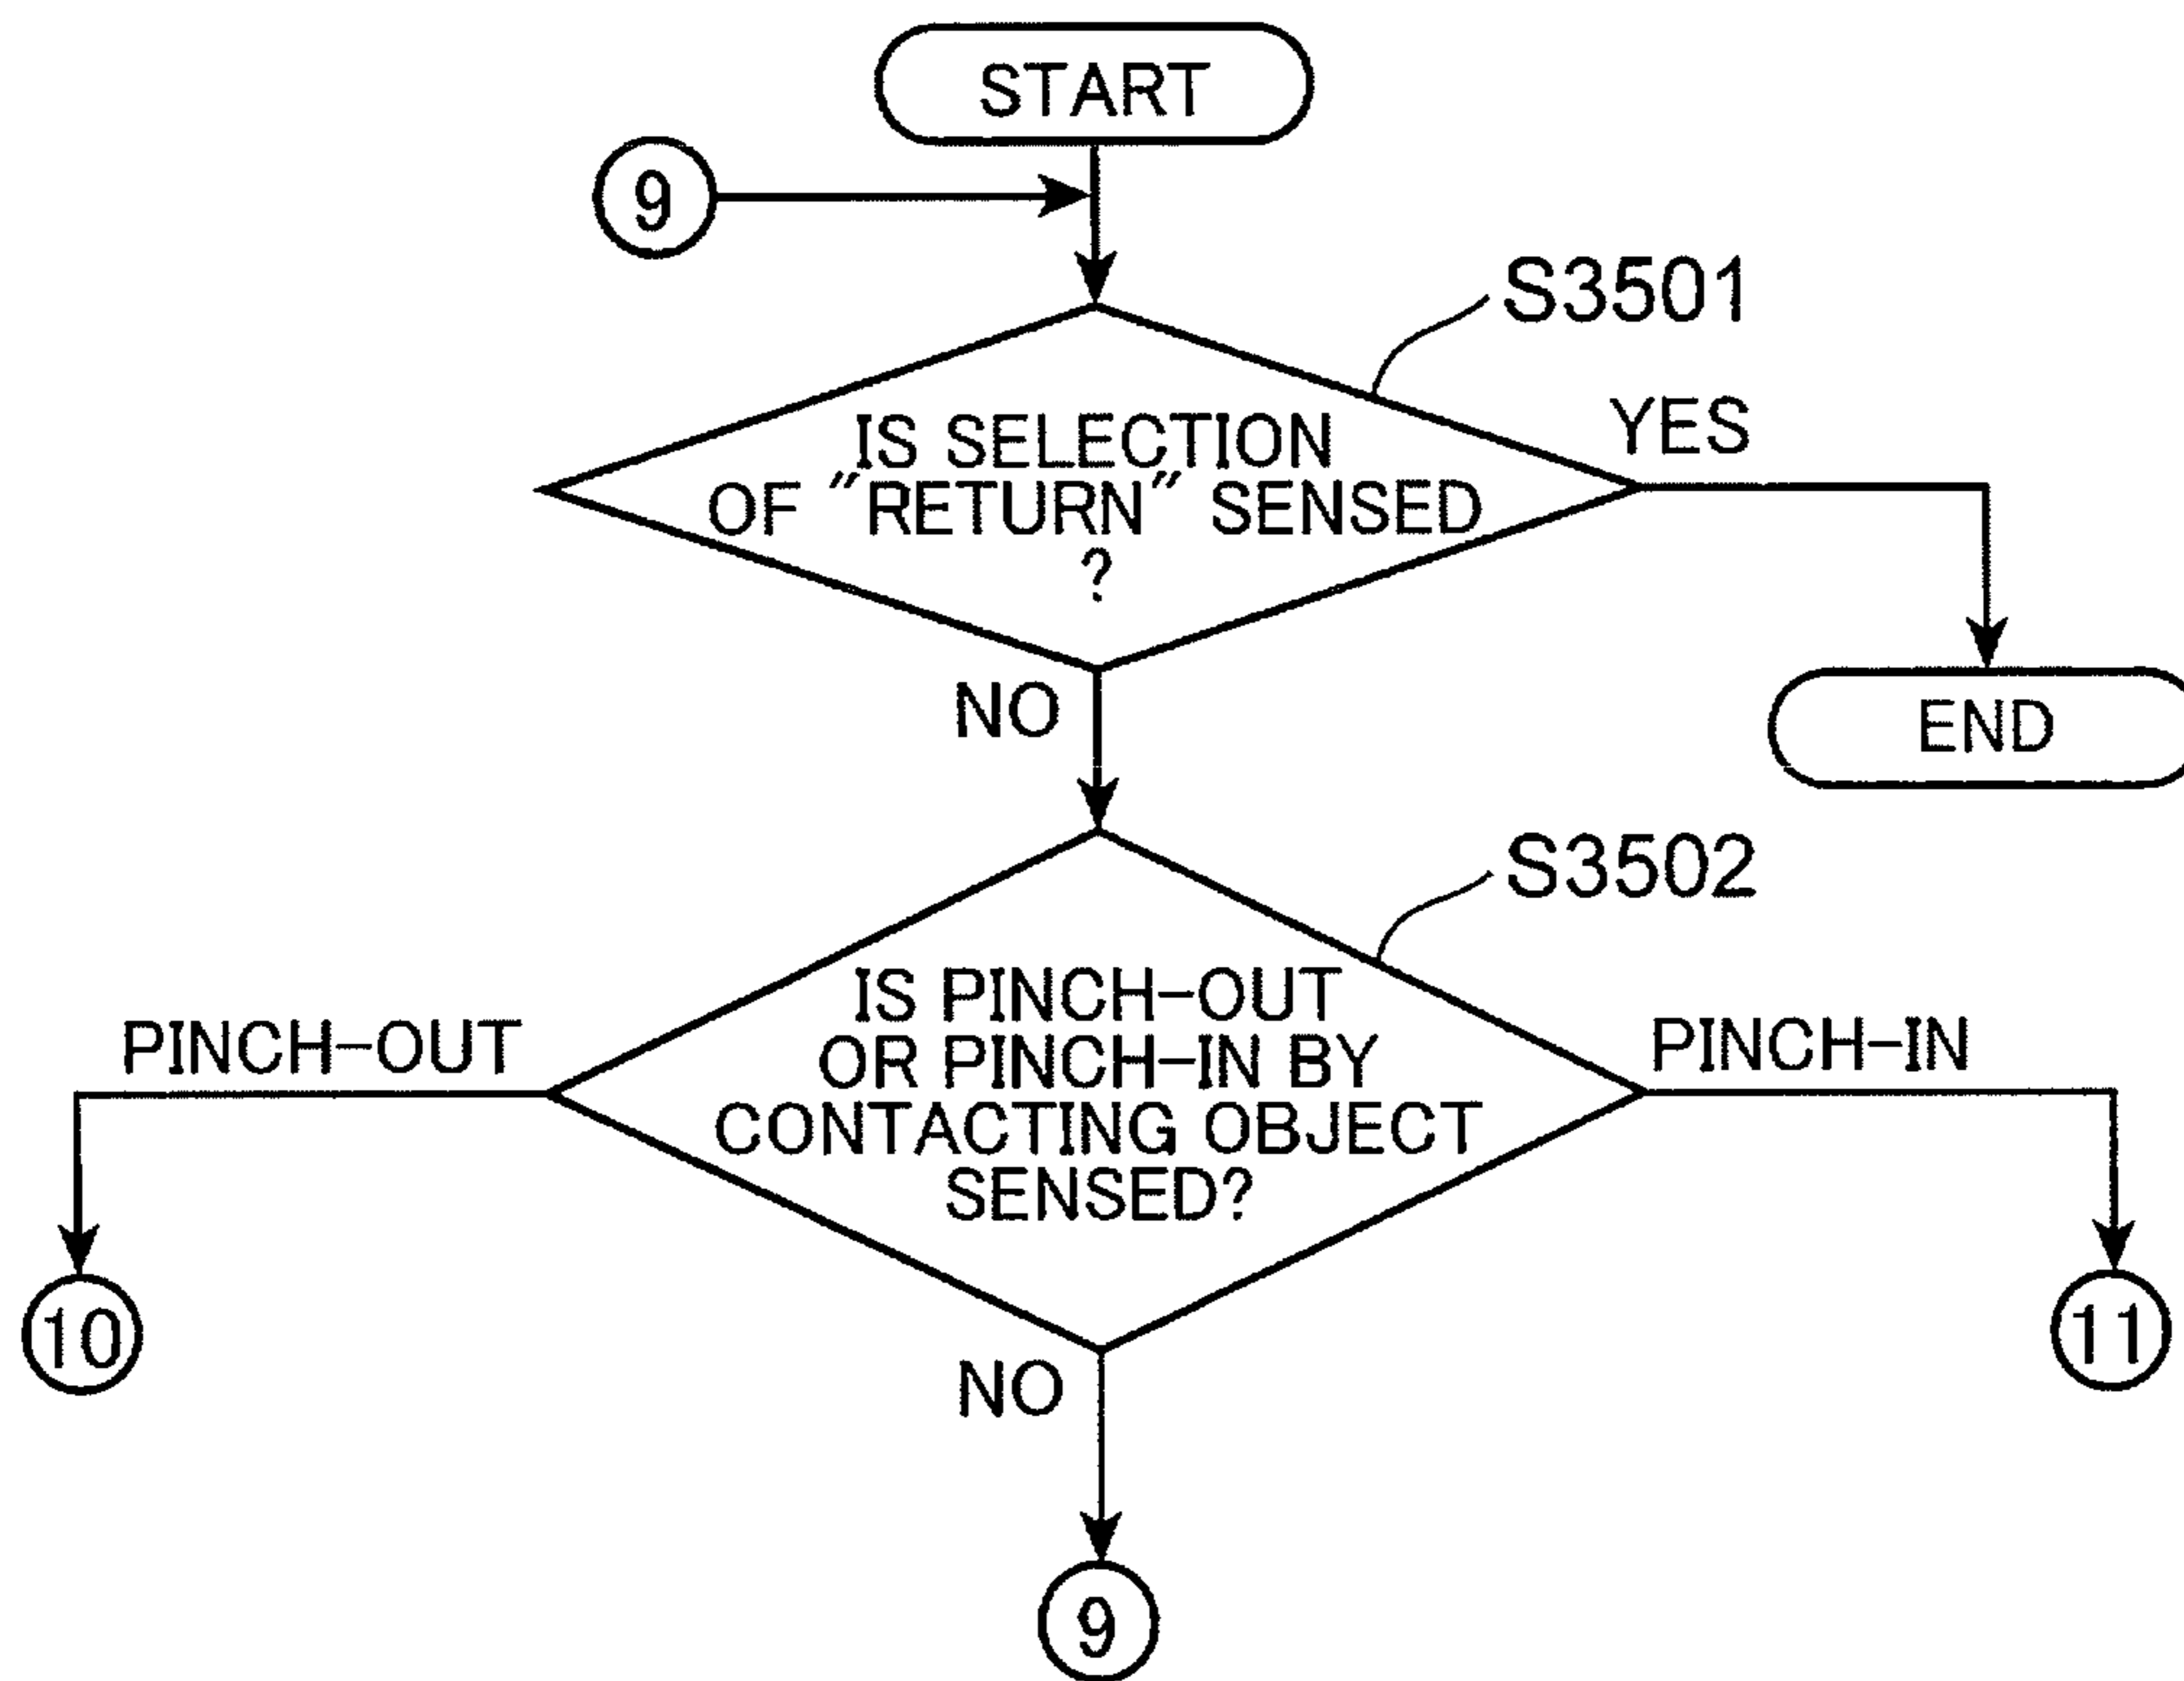 START
9
S3501
IS SELECTION
OF "RETURN" SENSED
?
YES
NO
END
S3502
IS PINCH-OUT
OR PINCH-IN BY
CONTACTING OBJECT
SENSED?
PINCH-OUT
PINCH-IN
10
11
NO
9